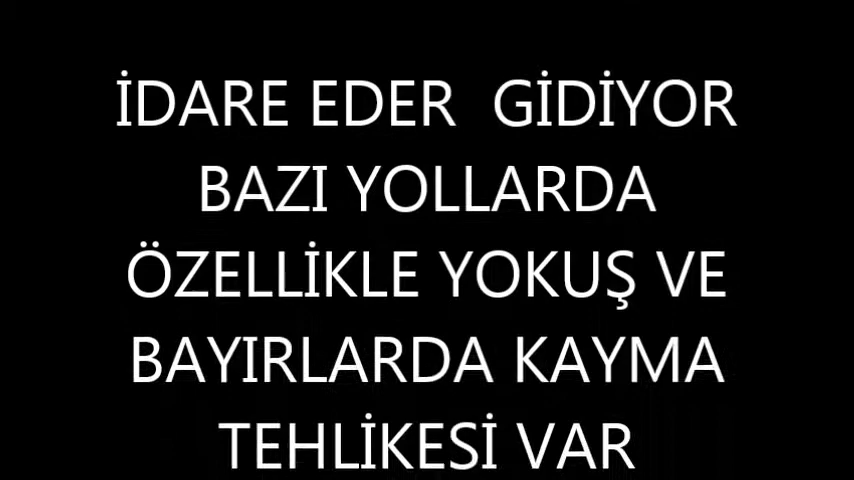 İDARE EDER  GİDİYOR
BAZI YOLLARDA
ÖZELLİKLE YOKUŞ VE
BAYIRLARDA KAYMA
TEHLİKESİ VAR